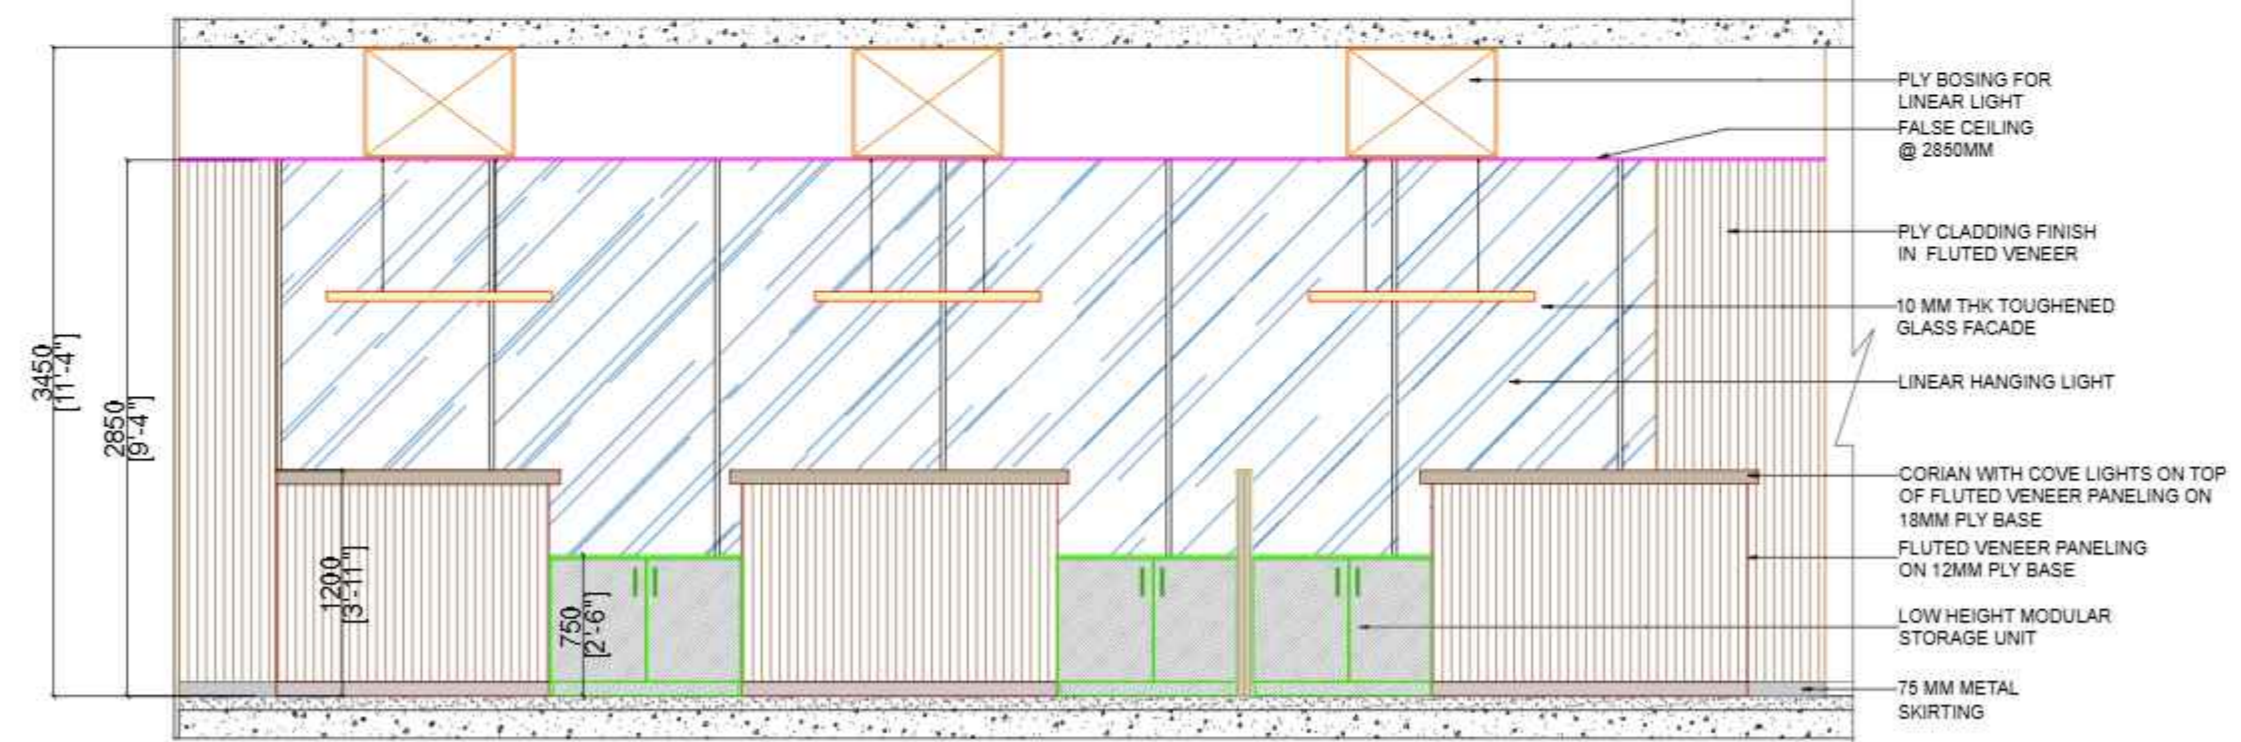 PLY BOSING FOR
LINEAR LIGHT
FALSE CEILING
@ 2850MM
PLY CLADDING FINISH
IN FLUTED VENEER
10 MM THK TOUGHENED
GLASS FACADE
LINEAR HANGING LIGHT
CORIAN WITH COVE LIGHTS ON TOP
OF FLUTED VENEER PANELING ON
18MM PLY BASE
FLUTED VENEER PANELING
ON 12MM PLY BASE
LOW HEIGHT MODULAR
STORAGE UNIT
75 MM METAL
SKIRTING
3450
[11'-4"]
2850
[9'-4"]
1200
[3'-11"]
750
[2'-6"]